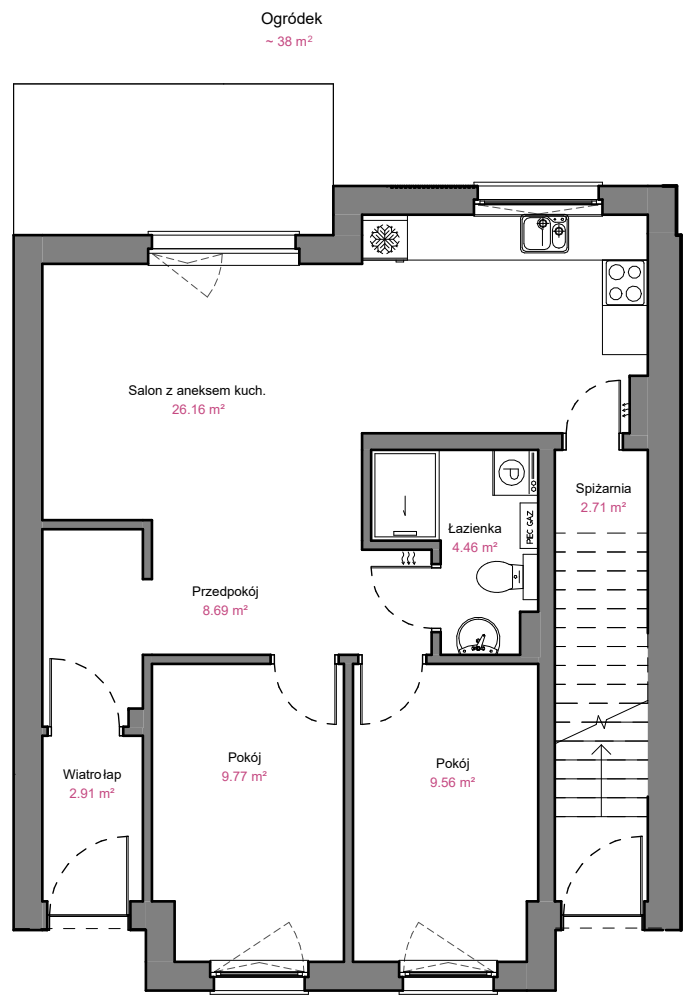 Ogródek
~ 38 m²
Salon z aneksem kuch.
26.16 m²
Spiżarnia
2.71 m²
P
PIEC GAZ
Łazienka
4.46 m²
Przedpokój
8.69 m²
Pokój
9.77 m²
Pokój
9.56 m²
Wiatrołap
2.91 m²